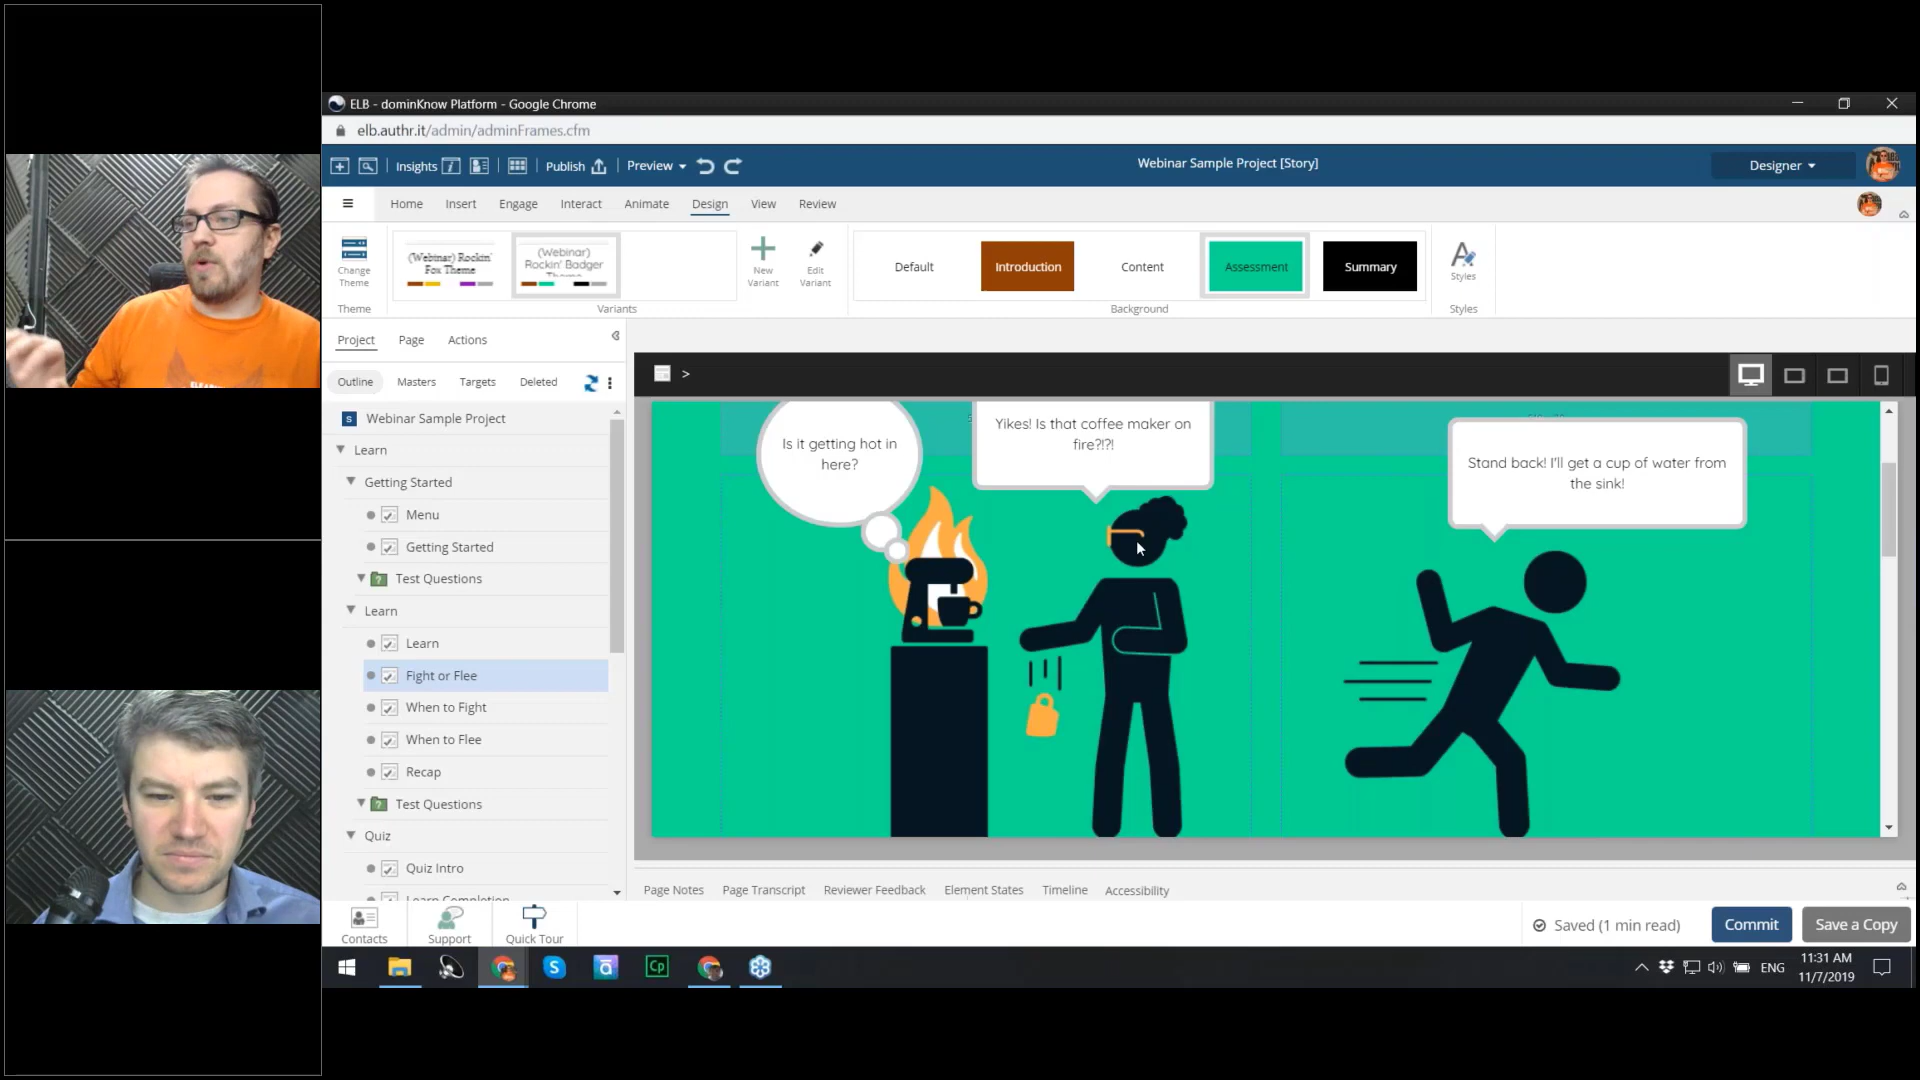 ELB - dominKnow Platform - Google Chrome
elb.authr.it/admin/adminFrames.cfm
Insights
Publish
Preview
Webinar Sample Project [Story]
Designer
Home
Insert
Engage
Interact
Animate
Design
View
Review
Change
Theme
Theme
(Webinar) Rockin'
Fox Theme
(Webinar)
Rockin' Badger
Variants
New
Variant
Edit
Variant
Default
Introduction
Content
Assessment
Summary
Background
Styles
Styles
Project
Page
Actions
Outline
Masters
Targets
Deleted
>
S
Webinar Sample Project
Learn
Getting Started
Menu
Getting Started
Test Questions
Learn
Learn
Fight or Flee
When to Fight
When to Flee
Recap
Test Questions
Quiz
Quiz Intro
Learn Completion
Is it getting hot in
here?
Yikes! Is that coffee maker on
fire?!?!
Stand back! I'll get a cup of water from
the sink!
Page Notes
Page Transcript
Reviewer Feedback
Element States
Timeline
Accessibility
Contacts
Support
Quick Tour
Saved (1 min read)
Commit
Save a Copy
Cp
ENG
11:31 AM
11/7/2019